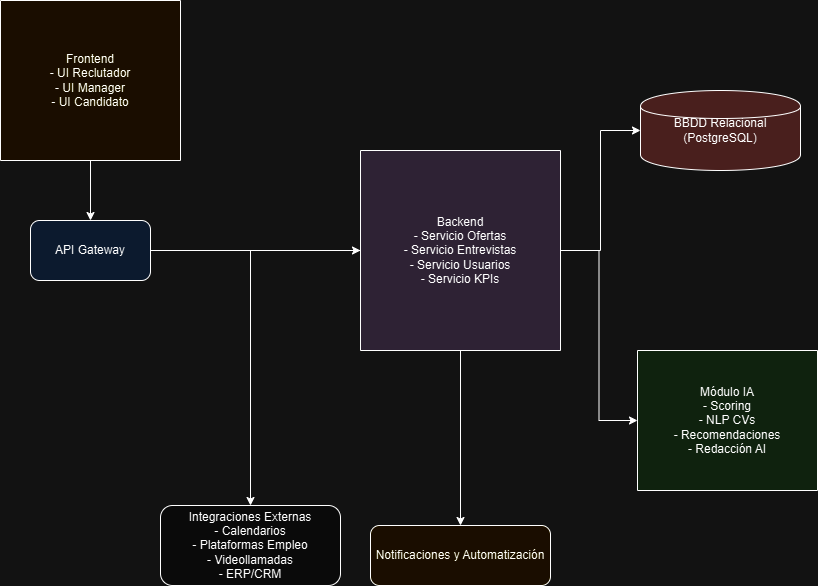 Frontend
- UI Reclutador
- UI Manager
- UI Candidato
API Gateway
Backend
- Servicio Ofertas
- Servicio Entrevistas
- Servicio Usuarios
- Servicio KPIs
BBDD Relacional
(PostgreSQL)
Módulo IA
- Scoring
- NLP CVs
- Recomendaciones
- Redacción AI
Integraciones Externas
- Calendarios
- Plataformas Empleo
- Videollamadas
- ERP/CRM
Notificaciones y Automatización